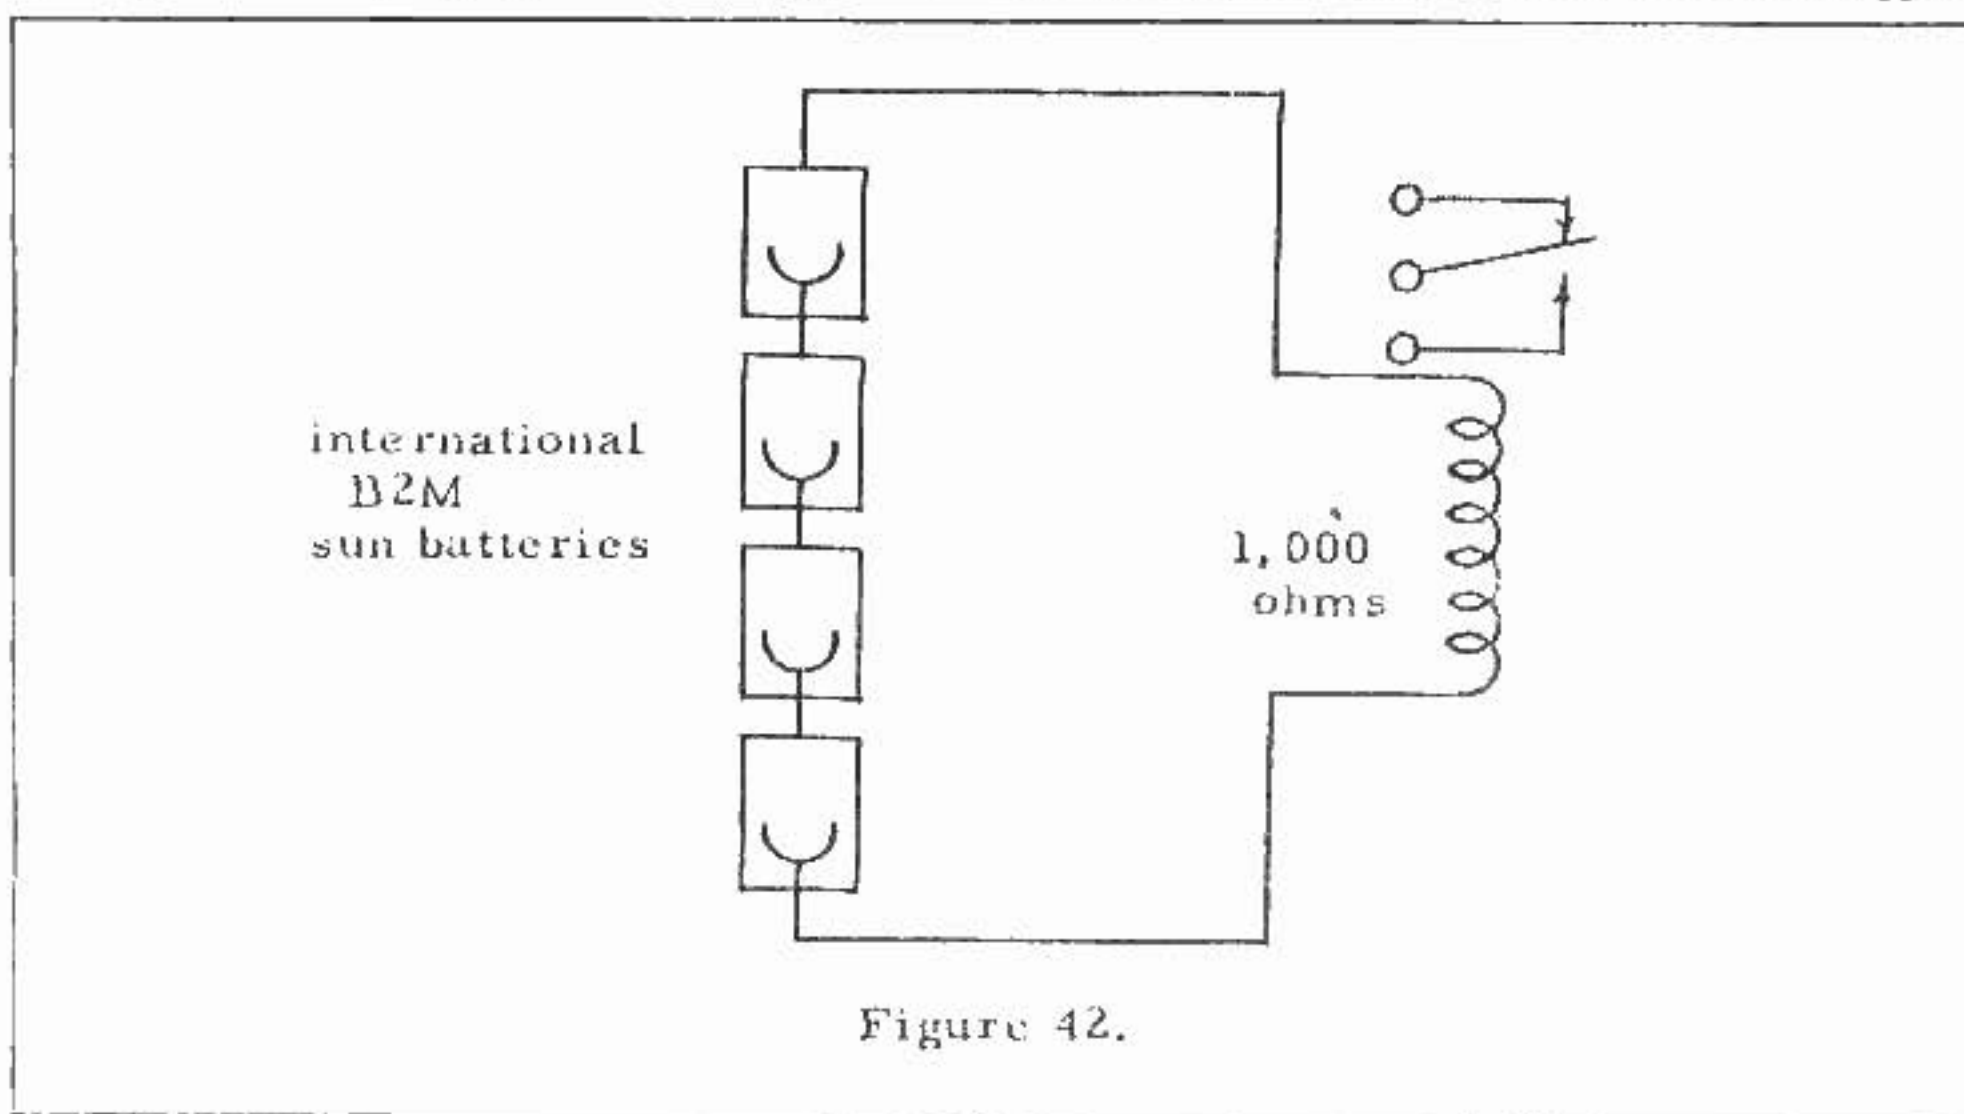 international
B2M
sun batteries
1,000
ohms
Figure 42.